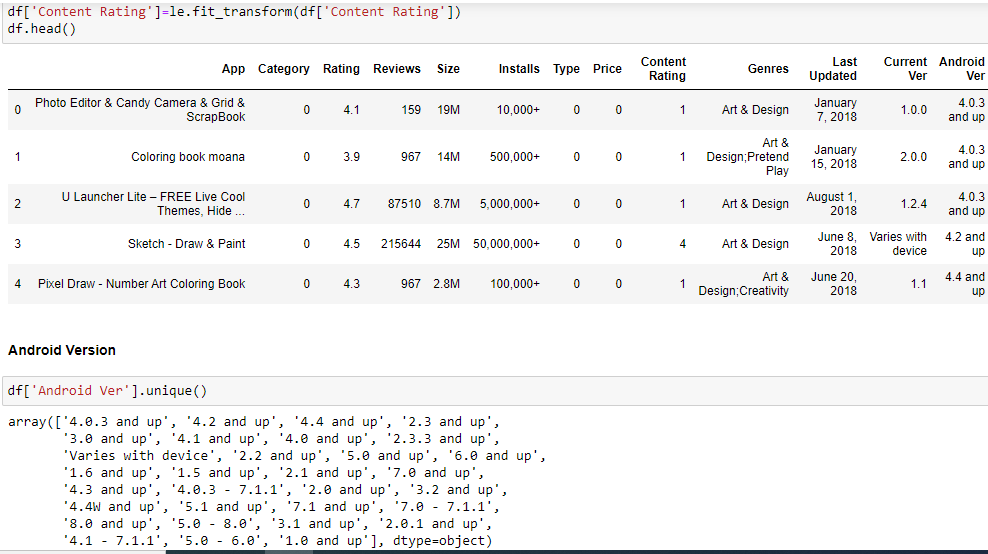 df['Content Rating']=le.fit_transform(df['Content Rating'])
df.head()
App Category Rating Reviews Size Installs Type Price Content Rating Genres Last Updated Current Ver Android Ver
0 Photo Editor & Candy Camera & Grid & ScrapBook 0 4.1 159 19M 10,000+ 0 0 1 Art & Design January 7, 2018 1.0.0 4.0.3 and up
1 Coloring book moana 0 3.9 967 14M 500,000+ 0 0 1 Art & Design;Pretend Play January 15, 2018 2.0.0 4.0.3 and up
2 U Launcher Lite – FREE Live Cool Themes, Hide ... 0 4.7 87510 8.7M 5,000,000+ 0 0 1 Art & Design August 1, 2018 1.2.4 4.0.3 and up
3 Sketch - Draw & Paint 0 4.5 215644 25M 50,000,000+ 0 0 4 Art & Design June 8, 2018 Varies with device 4.2 and up
4 Pixel Draw - Number Art Coloring Book 0 4.3 967 2.8M 100,000+ 0 0 1 Art & Design;Creativity June 20, 2018 1.1 4.4 and up
Android Version
df['Android Ver'].unique()
array(['4.0.3 and up', '4.2 and up', '4.4 and up', '2.3 and up',
'3.0 and up', '4.1 and up', '4.0 and up', '2.3.3 and up',
'Varies with device', '2.2 and up', '5.0 and up', '6.0 and up',
'1.6 and up', '1.5 and up', '2.1 and up', '7.0 and up',
'4.3 and up', '4.0.3 - 7.1.1', '2.0 and up', '3.2 and up',
'4.4W and up', '5.1 and up', '7.1 and up', '7.0 - 7.1.1',
'8.0 and up', '5.0 - 8.0', '3.1 and up', '2.0.1 and up',
'4.1 - 7.1.1', '5.0 - 6.0', '1.0 and up'], dtype=object)